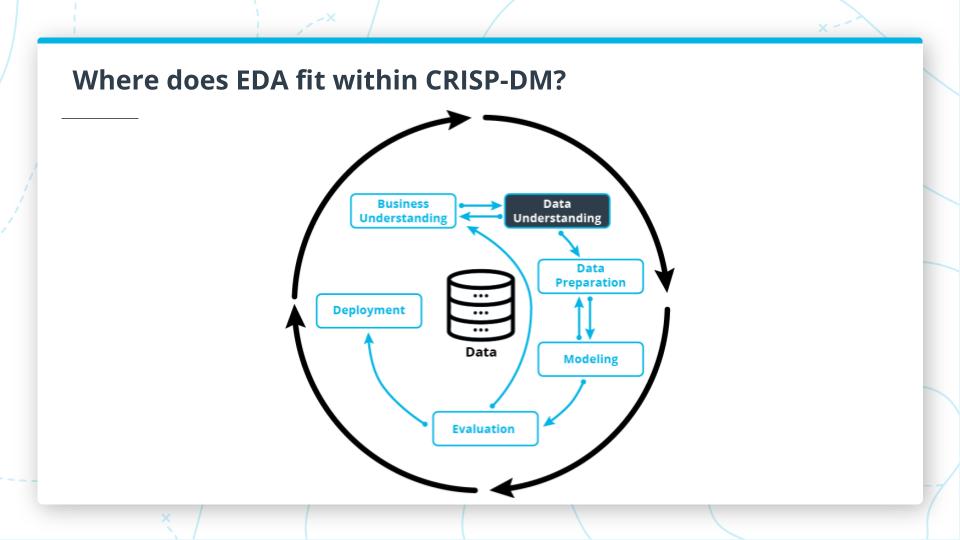 Where does EDA fit within CRISP-DM?
Business
Understanding
Data
Understanding
Data
Preparation
Deployment
Data
Modeling
Evaluation